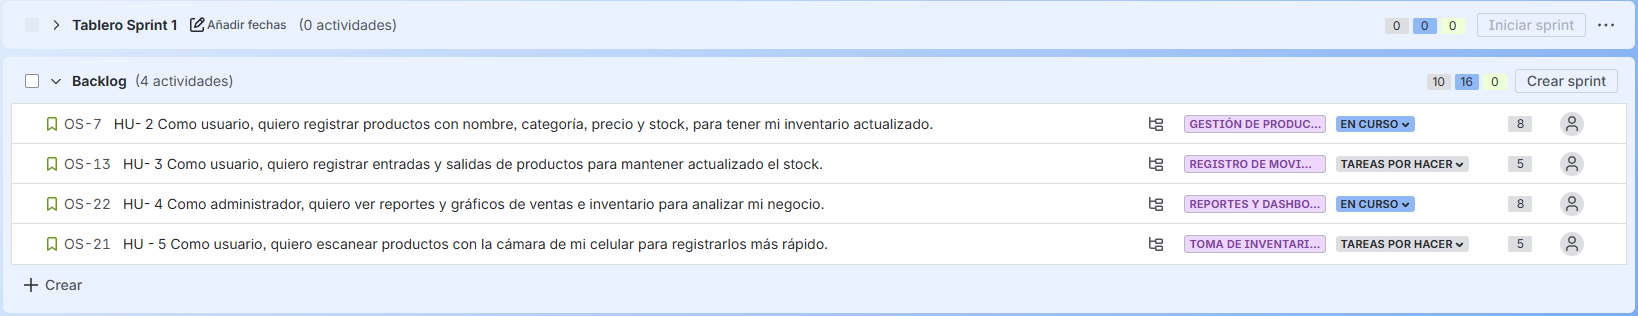 Tablero Sprint 1 Añadir fechas (0 actividades) 0 0 0 Iniciar sprint
Backlog (4 actividades) 10 16 0 Crear sprint
OS-7 HU- 2 Como usuario, quiero registrar productos con nombre, categoría, precio y stock, para tener mi inventario actualizado. GESTIÓN DE PRODUC... EN CURSO 8
OS-13 HU- 3 Como usuario, quiero registrar entradas y salidas de productos para mantener actualizado el stock. REGISTRO DE MOVI... TAREAS POR HACER 5
OS-22 HU- 4 Como administrador, quiero ver reportes y gráficos de ventas e inventario para analizar mi negocio. REPORTES Y DASHBO... EN CURSO 8
OS-21 HU - 5 Como usuario, quiero escanear productos con la cámara de mi celular para registrarlos más rápido. TOMA DE INVENTARI... TAREAS POR HACER 5
Crear